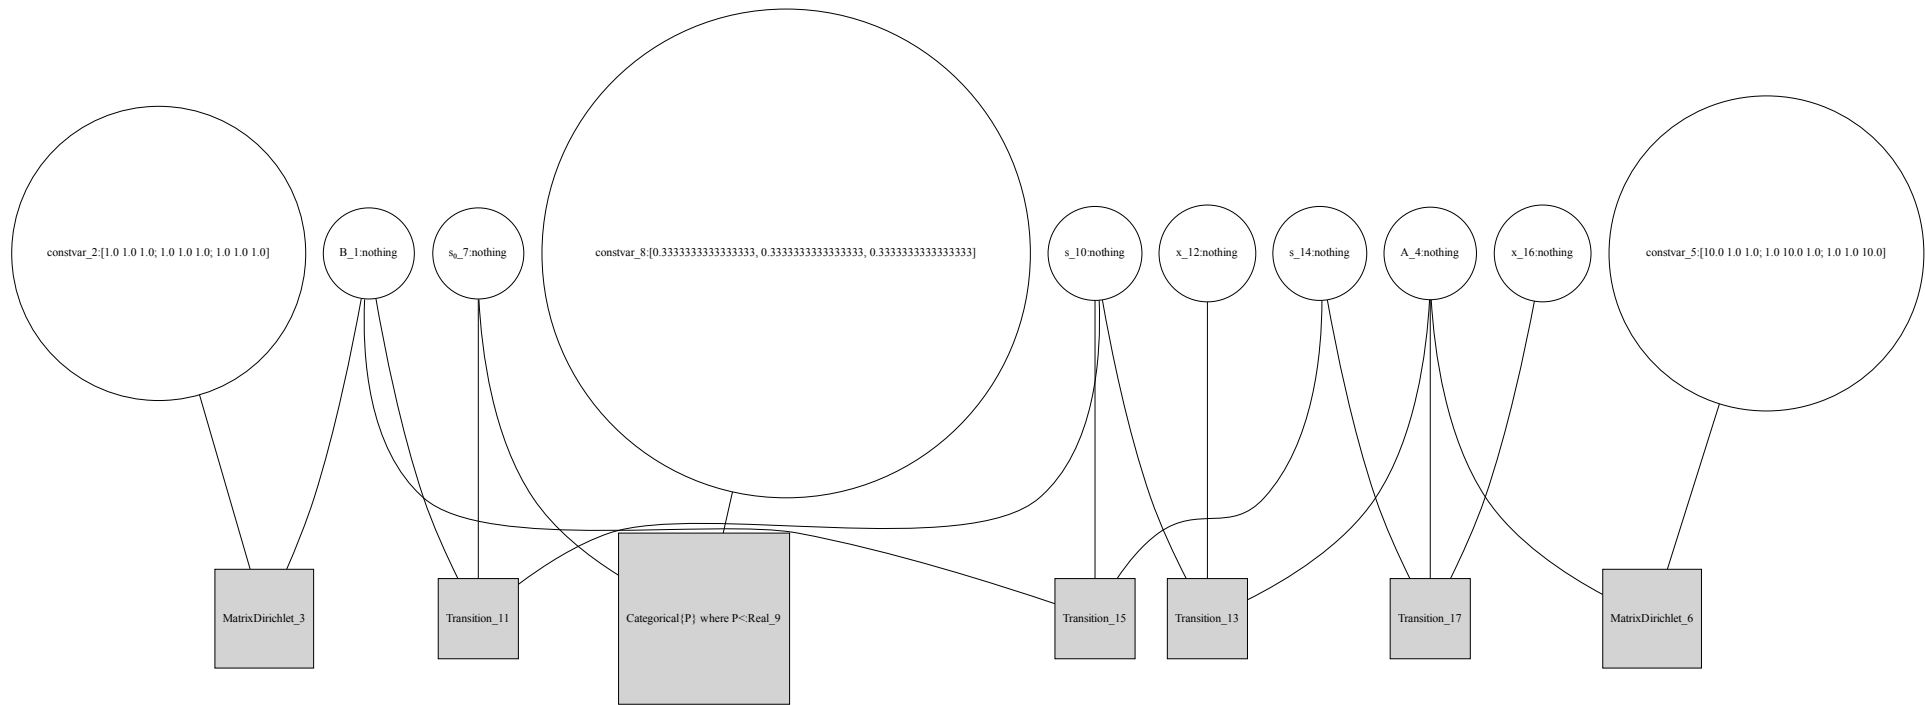 constvar_2:[1.0 1.0 1.0; 1.0 1.0 1.0; 1.0 1.0 1.0]
B_1:nothing
s₀_7:nothing
constvar_8:[0.3333333333333333, 0.3333333333333333, 0.3333333333333333]
s_10:nothing
x_12:nothing
s_14:nothing
A_4:nothing
x_16:nothing
constvar_5:[10.0 1.0 1.0; 1.0 10.0 1.0; 1.0 1.0 10.0]
MatrixDirichlet_3
Transition_11
Categorical{P} where P<:Real_9
Transition_15
Transition_13
Transition_17
MatrixDirichlet_6